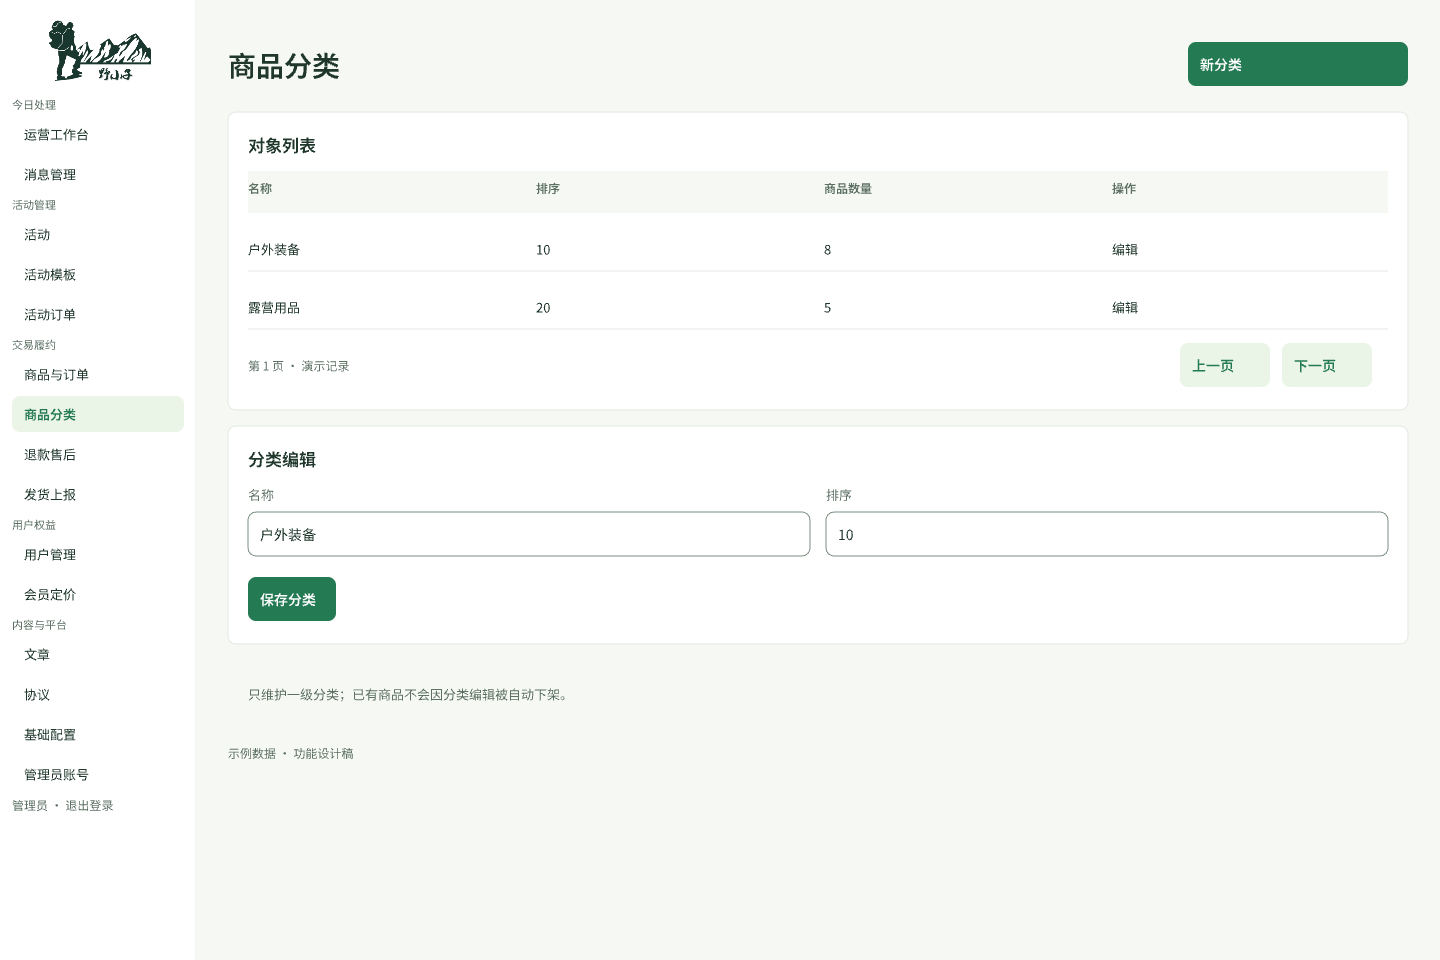 野小子
今日处理
运营工作台
消息管理
活动管理
活动
活动模板
活动订单
交易履约
商品与订单
商品分类
退款售后
发货上报
用户权益
用户管理
会员定价
内容与平台
文章
协议
基础配置
管理员账号
管理员 · 退出登录
商品分类
新分类
对象列表
名称 排序 商品数量 操作
户外装备 10 8 编辑
露营用品 20 5 编辑
第 1 页 · 演示记录 上一页 下一页
分类编辑
名称 排序
户外装备 10
保存分类
只维护一级分类；已有商品不会因分类编辑被自动下架。
示例数据 · 功能设计稿